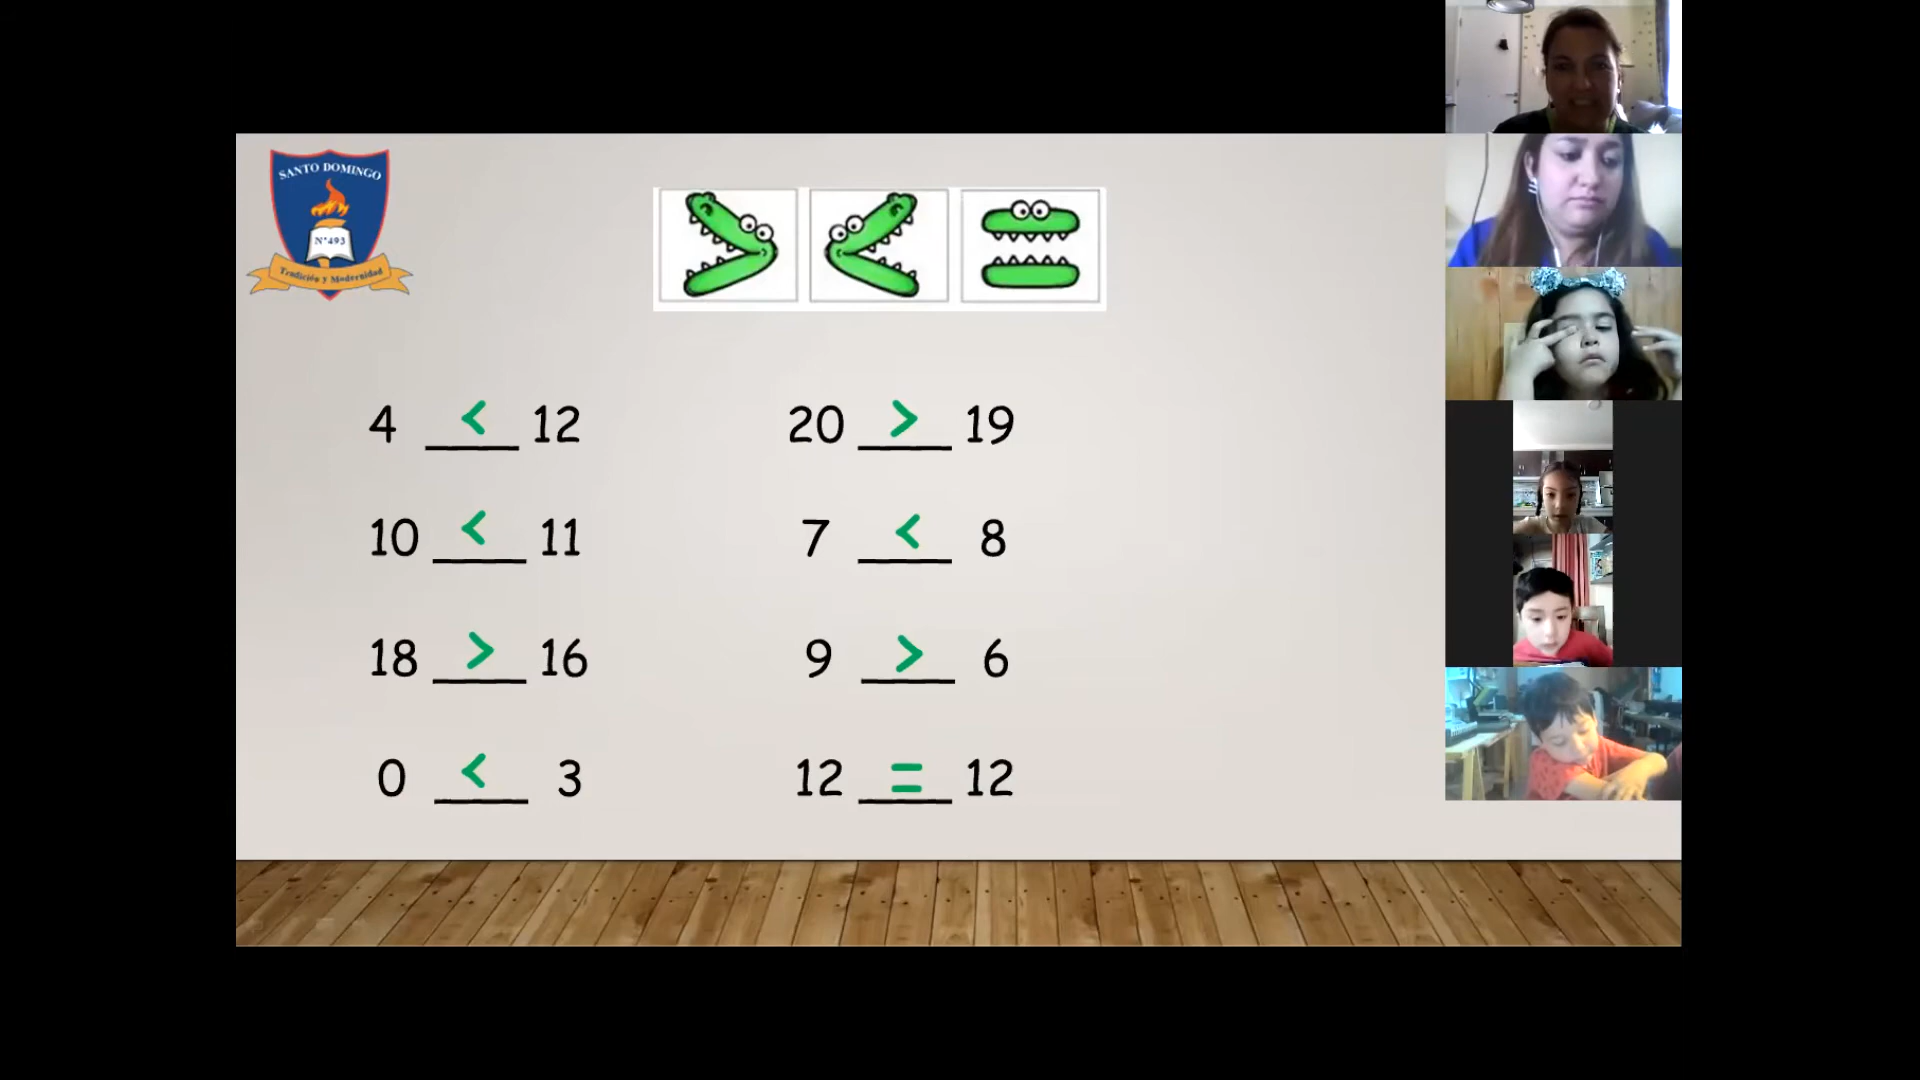 SANTO DOMINGO
N°493
Tradición y Modernidad
4 < 12
20 > 19
10 < 11
7 < 8
18 > 16
9 > 6
0 < 3
12 = 12